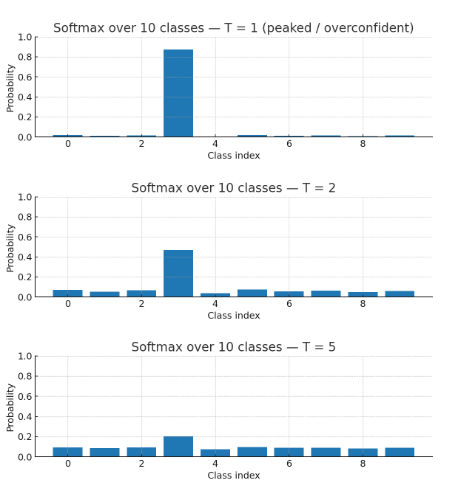 Softmax over 10 classes — T = 1 (peaked / overconfident)
1.0
0.8
0.6
0.4
0.2
0.0
Probability
0 2 4 6 8
Class index
Softmax over 10 classes — T = 2
1.0
0.8
0.6
0.4
0.2
0.0
Probability
0 2 4 6 8
Class index
Softmax over 10 classes — T = 5
1.0
0.8
0.6
0.4
0.2
0.0
Probability
0 2 4 6 8
Class index